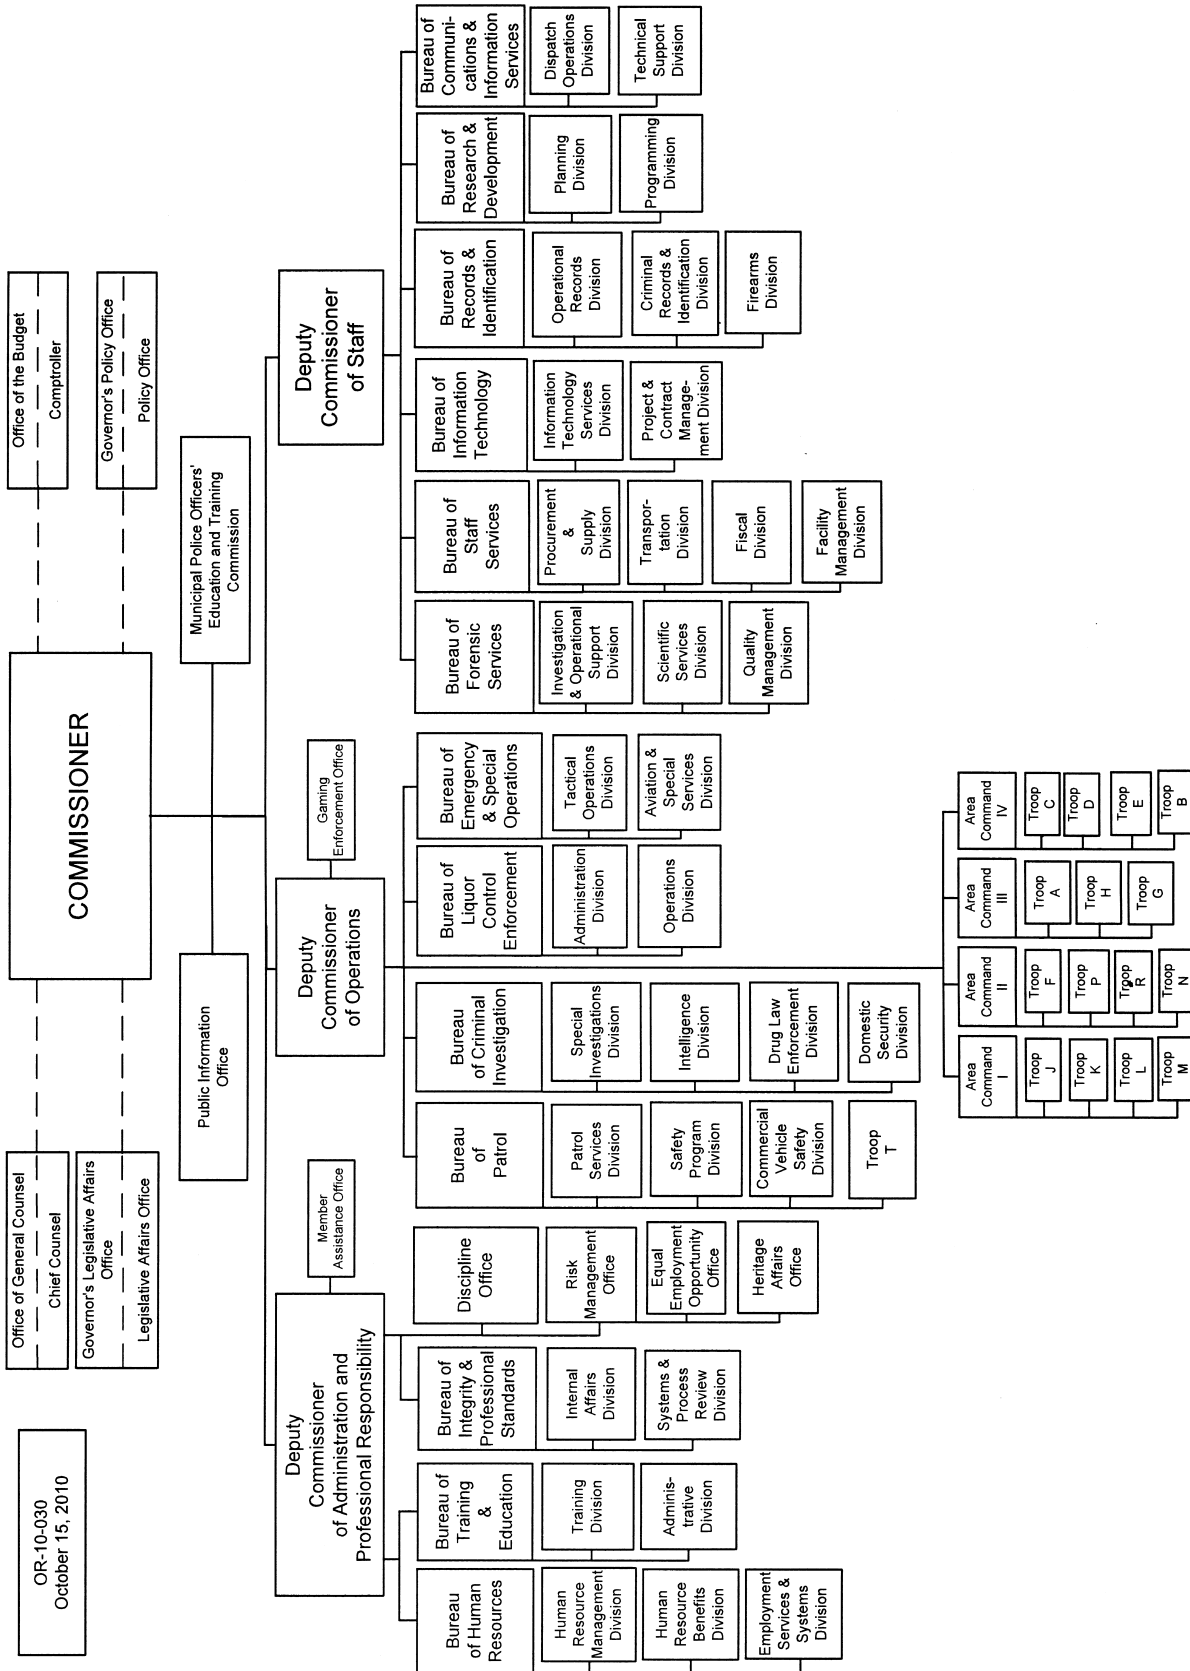 OR-10-030
October 15, 2010
Office of General Counsel
Chief Counsel
Governor's Legislative Affairs
Office
Legislative Affairs Office
COMMISSIONER
Office of the Budget
Comptroller
Governor's Policy Office
Policy Office
Public Information
Office
Municipal Police Officers'
Education and Training
Commission
Deputy
Commissioner
of Administration and
Professional Responsibility
Member
Assistance Office
Deputy
Commissioner
of Operations
Gaming
Enforcement Office
Deputy
Commissioner
of Staff
Bureau
of Human
Resources
Human
Resource
Management
Division
Human
Resource
Benefits
Division
Employment
Services &
Systems
Division
Bureau of
Training
&
Education
Training
Division
Adminis-
trative
Division
Bureau of
Integrity &
Professional
Standards
Internal
Affairs
Division
Systems &
Process
Review
Division
Discipline
Office
Risk
Management
Office
Equal
Employment
Opportunity
Office
Heritage
Affairs
Office
Bureau
of
Patrol
Patrol
Services
Division
Safety
Program
Division
Commercial
Vehicle
Safety
Division
Troop
T
Bureau
of Criminal
Investigation
Special
Investigations
Division
Intelligence
Division
Drug Law
Enforcement
Division
Domestic
Security
Division
Bureau of
Liquor
Control
Enforcement
Administration
Division
Operations
Division
Bureau of
Emergency
& Special
Operations
Tactical
Operations
Division
Aviation &
Special
Services
Division
Bureau of
Forensic
Services
Investigation
& Operational
Support
Division
Scientific
Services
Division
Quality
Management
Division
Bureau of
Staff
Services
Procurement
&
Supply
Division
Transpor-
tation
Division
Fiscal
Division
Facility
Management
Division
Bureau of
Information
Technology
Information
Technology
Services
Division
Project &
Contract
Manage-
ment Division
Bureau of
Records &
Identification
Operational
Records
Division
Criminal
Records &
Identification
Division
Firearms
Division
Bureau of
Research &
Development
Planning
Division
Programming
Division
Bureau of
Communi-
cations &
Information
Services
Dispatch
Operations
Division
Technical
Support
Division
Area
Command
I
Troop
J
Troop
K
Troop
L
Troop
M
Area
Command
II
Troop
F
Troop
P
Troop
R
Troop
N
Area
Command
III
Troop
A
Troop
H
Troop
G
Area
Command
IV
Troop
C
Troop
D
Troop
E
Troop
B